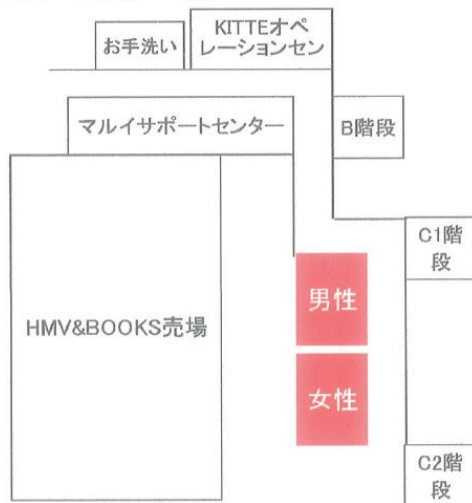 お手洗い
KITTEオペ
レーションセン
マルイサポートセンター
B階段
C1階
段
HMV&BOOKS売場
男性
女性
C2階
段